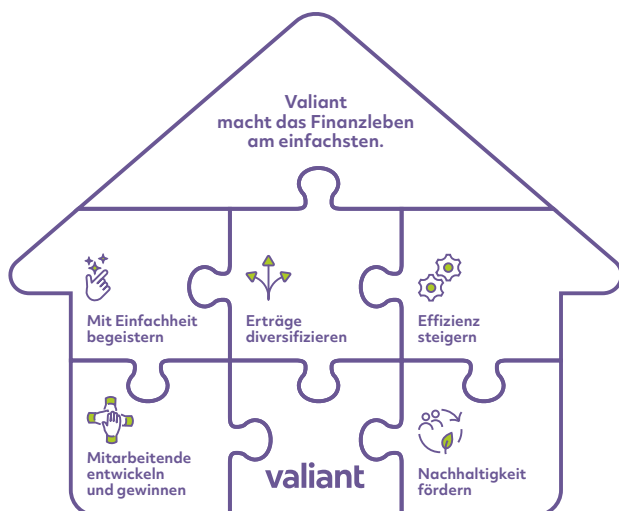 Valiant
macht das Finanzleben
am einfachsten.
Mit Einfachheit
begeistern
Erträge
diversifizieren
Effizienz
steigern
Mitarbeitende
entwickeln
und gewinnen
valiant
Nachhaltigkeit
fördern